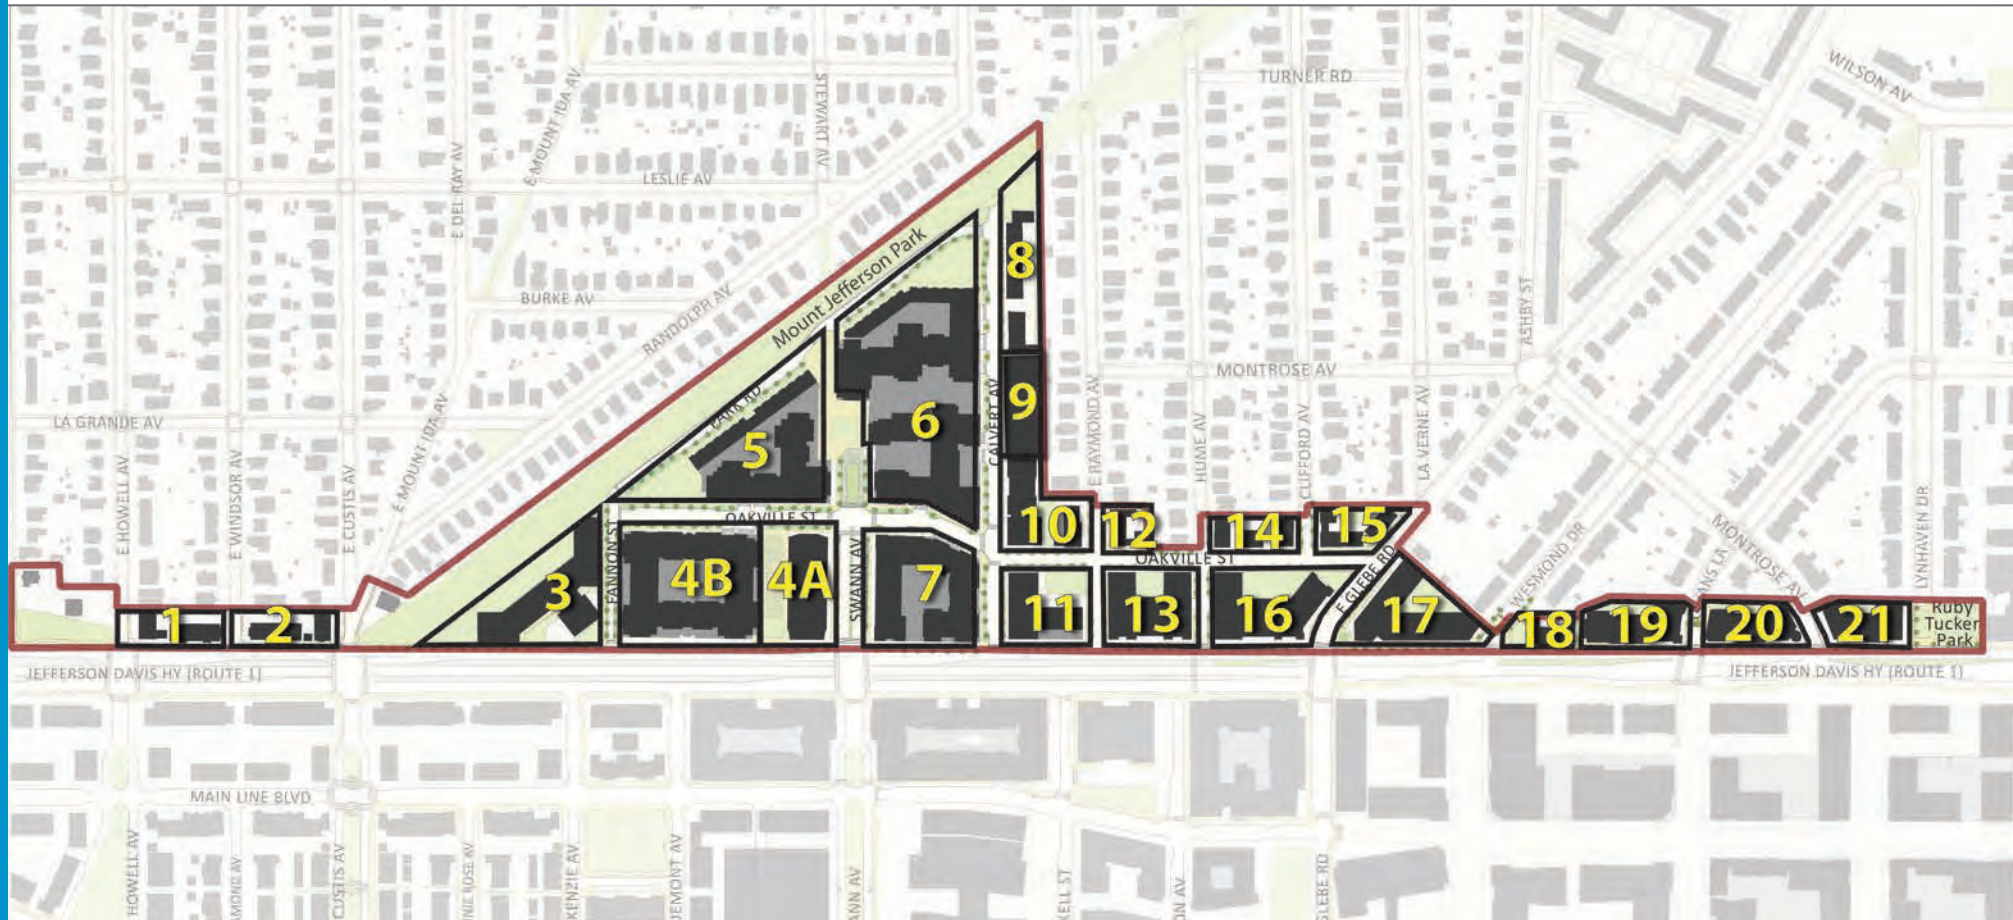 TURNER RD
WILSON AV
STEWART AV
E MOUNT IDA AV
E DEL RAY AV
LESLIE AV
Mount Jefferson Park
8
BURKE AV
RANDOLPH AV
ASHBY ST
MONTROSE AV
PARK RD
CALVERT AV
9
6
5
LA GRANDE AV
E HOWELL AV
E WINDSOR AV
E CUSTIS AV
E MOUNT IDA AV
E RAYMOND AV
HUME AV
CLIFFORD AV
LA VERNE AV
MONTROSE AV
LYNHAVEN DR
WESMOND DR
OAKVILLE ST
10
12
14
15
OAKVILLE ST
FANNON ST
SWANN AV
E GLEBE RD
1
2
3
4B
4A
7
11
13
16
17
18
19
20
21
Ruby
Tucker
Park
JEFFERSON DAVIS HY (ROUTE 1)
JEFFERSON DAVIS HY (ROUTE 1)
MAIN LINE BLVD
HOWELL AV
CUSTIS AV
GLEBE RD